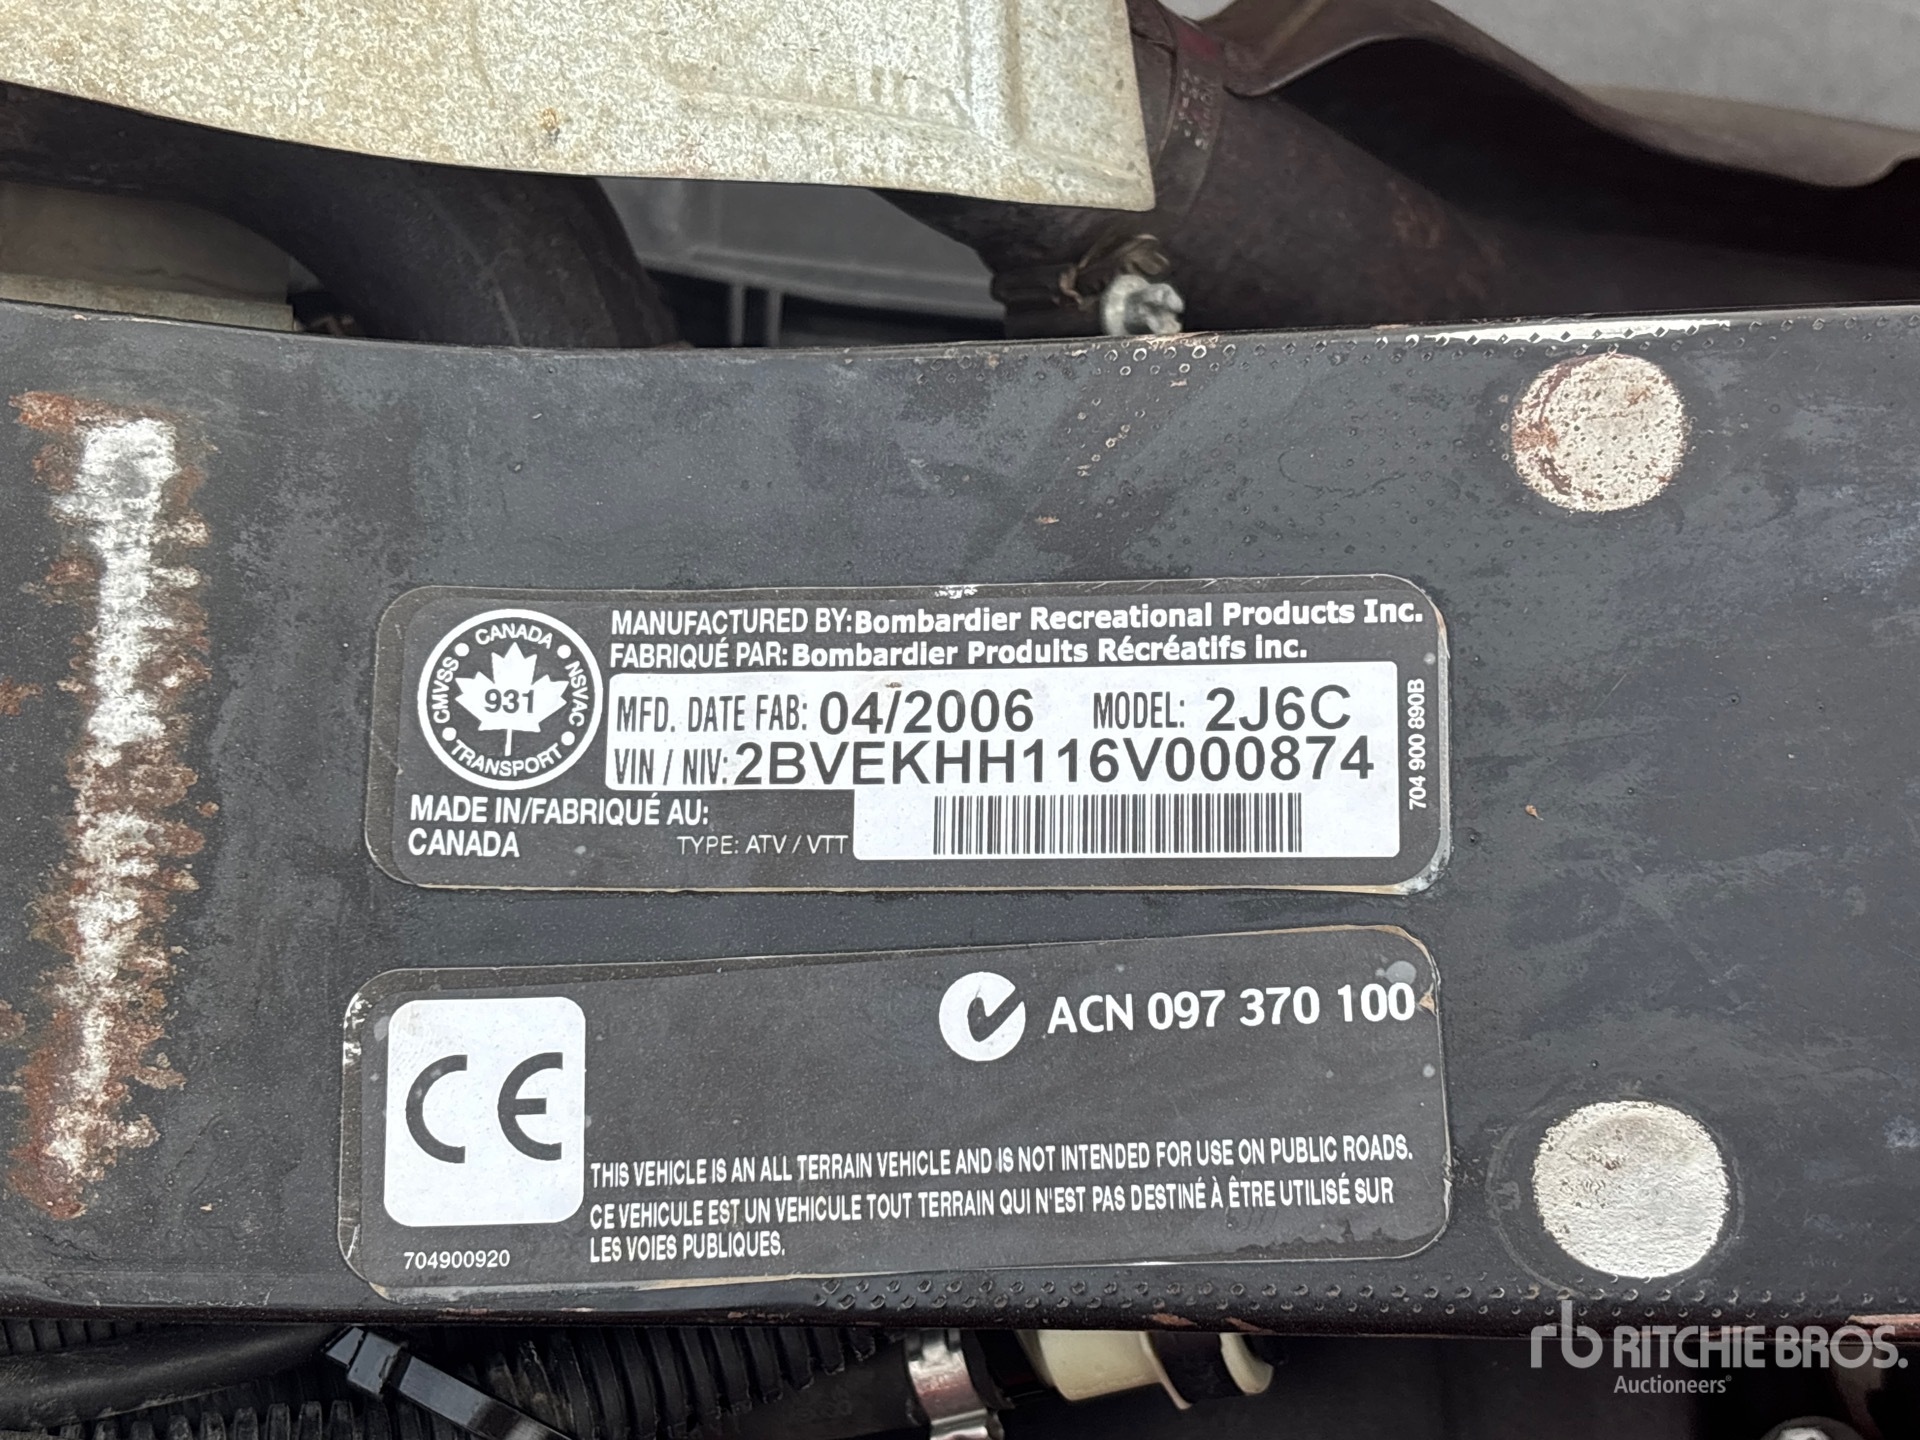 CANADA
CMVSS
NSVAC
931
TRANSPORT
MANUFACTURED BY: Bombardier Recreational Products Inc.
FABRIQUÉ PAR: Bombardier Produits Récréatifs inc.
MFD. DATE FAB: 04/2006 MODEL: 2J6C
VIN / NIV: 2BVEKHH116V000874
MADE IN/FABRIQUÉ AU:
CANADA
TYPE: ATV / VTT
704 900 890B
ACN 097 370 100
CE
THIS VEHICLE IS AN ALL TERRAIN VEHICLE AND IS NOT INTENDED FOR USE ON PUBLIC ROADS.
CE VEHICULE EST UN VEHICULE TOUT TERRAIN QUI N'EST PAS DESTINÉ À ÊTRE UTILISÉ SUR
LES VOIES PUBLIQUES.
704900920
rb RITCHIE BROS.
Auctioneers